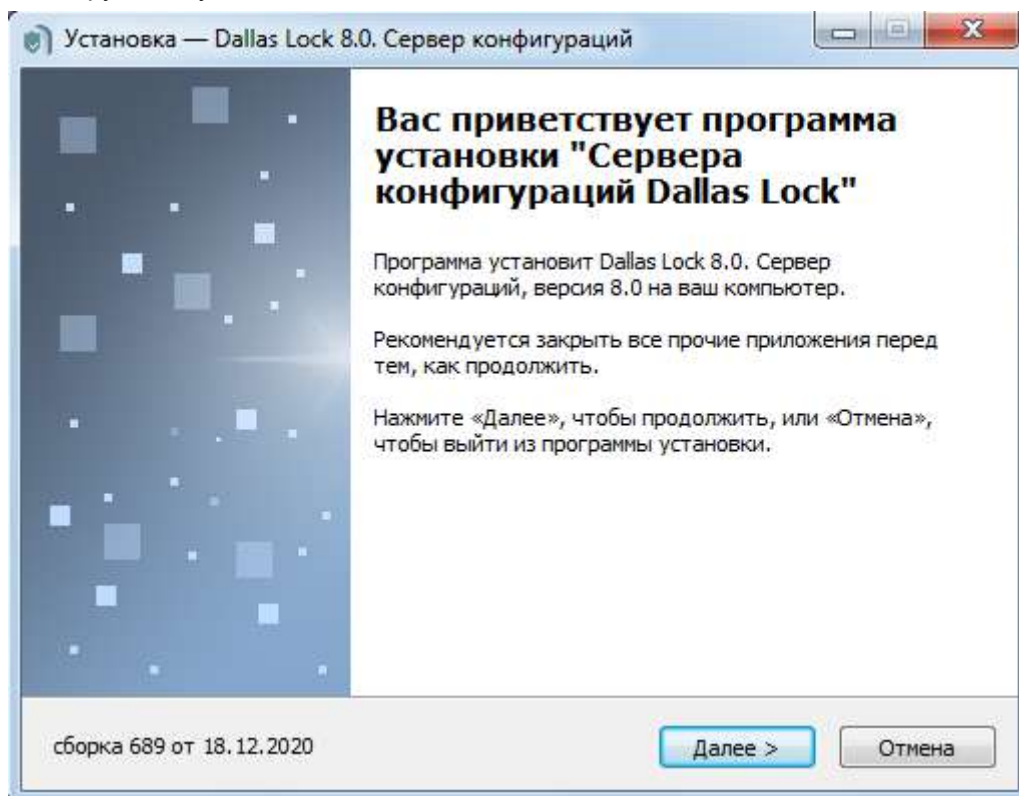 Установка — Dallas Lock 8.0. Сервер конфигураций
Вас приветствует программа
установки "Сервера
конфигураций Dallas Lock"
Программа установит Dallas Lock 8.0. Сервер
конфигураций, версия 8.0 на ваш компьютер.
Рекомендуется закрыть все прочие приложения перед
тем, как продолжить.
Нажмите «Далее», чтобы продолжить, или «Отмена»,
чтобы выйти из программы установки.
сборка 689 от 18.12.2020
Далее >
Отмена